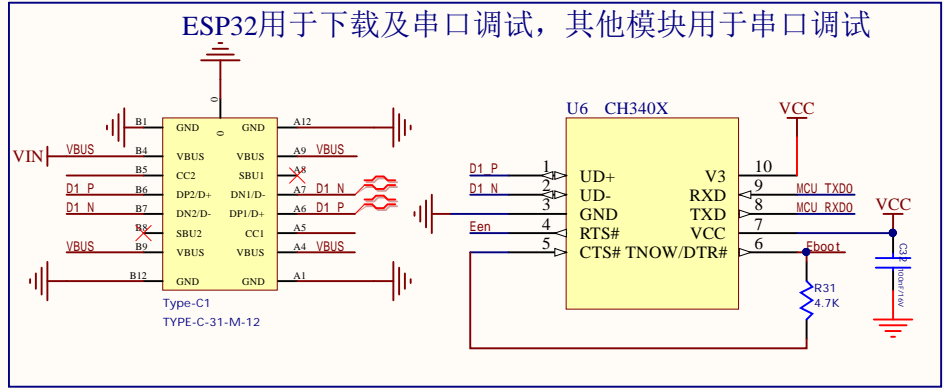 ESP32用于下载及串口调试，其他模块用于串口调试
0
0
B1 GND GND A12
VIN VBUS B4 VBUS VBUS A9 VBUS
B5 CC2 SBU1 A8
D1_P B6 DP2/D+ DN1/D- A7 D1_N
D1_N B7 DN2/D- DP1/D+ A6 D1_P
B8 SBU2 CC1 A5
VBUS B9 VBUS VBUS A4 VBUS
B12 GND GND A1
Type-C1
TYPE-C-31-M-12
U6 CH340X
VCC
D1_P 1 UD+ V3 10
D1_N 2 UD- RXD 9 MCU_TXD0
3 GND TXD 8 MCU_RXD0
Een 4 RTS# VCC 7 VCC
5 CTS# TNOW/DTR# 6 Eboot
R31
4.7K
100nF/16V